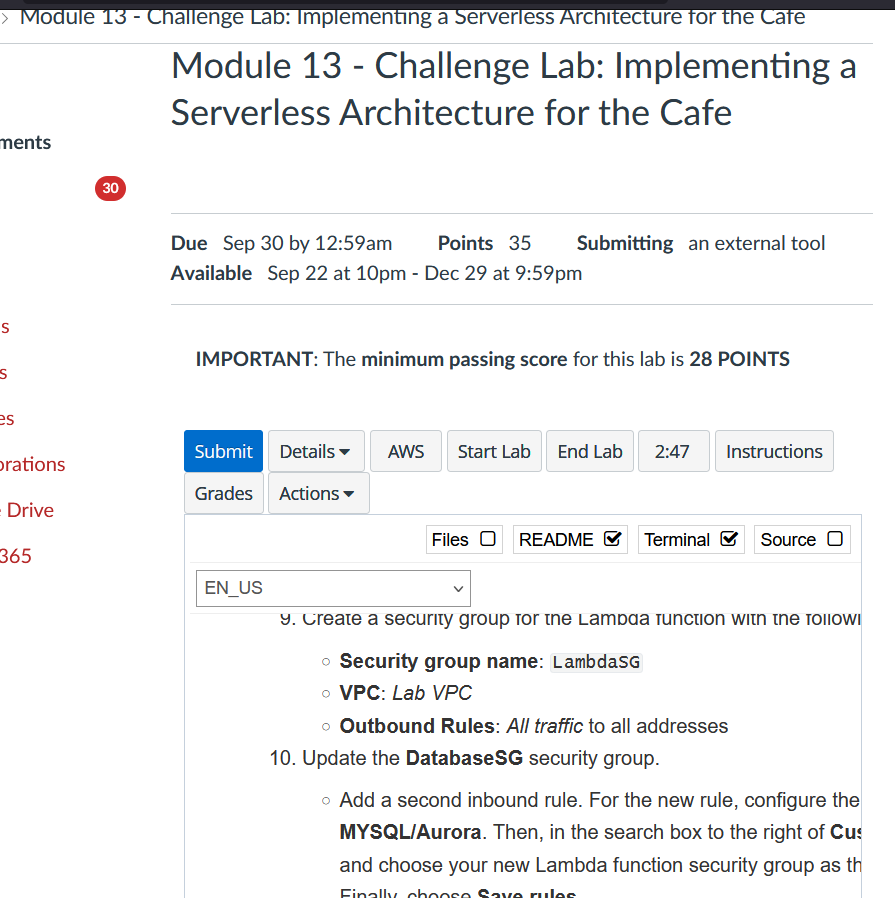 Module 13 - Challenge Lab: Implementing a Serverless Architecture for the Cafe
Module 13 - Challenge Lab: Implementing a
Serverless Architecture for the Cafe
ments
30
Due Sep 30 by 12:59am Points 35 Submitting an external tool
Available Sep 22 at 10pm - Dec 29 at 9:59pm
s
IMPORTANT: The minimum passing score for this lab is 28 POINTS
s
es
Submit Details AWS Start Lab End Lab 2:47 Instructions
orations
Grades Actions
Drive
Files README Terminal Source
365
EN_US
9. Create a security group for the Lambda function with the followi
Security group name: LambdaSG
VPC: Lab VPC
Outbound Rules: All traffic to all addresses
10. Update the DatabaseSG security group.
Add a second inbound rule. For the new rule, configure the
MYSQL/Aurora. Then, in the search box to the right of Cus
and choose your new Lambda function security group as th
Finally, choose Save rules.